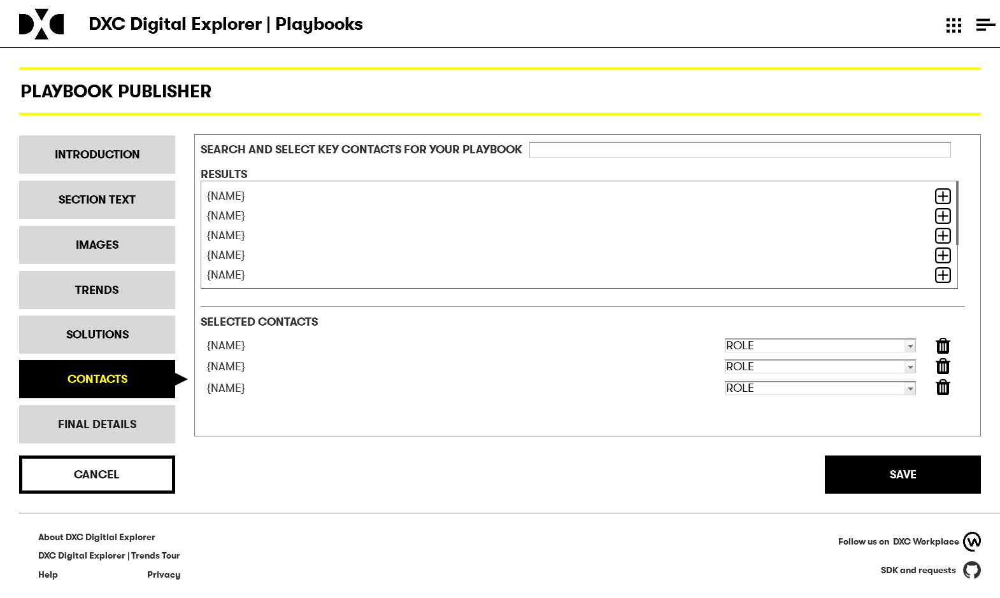 DXC
DXC Digital Explorer | Playbooks
PLAYBOOK PUBLISHER
INTRODUCTION
SECTION TEXT
IMAGES
TRENDS
SOLUTIONS
CONTACTS
FINAL DETAILS
CANCEL
SEARCH AND SELECT KEY CONTACTS FOR YOUR PLAYBOOK
RESULTS
{NAME}
{NAME}
{NAME}
{NAME}
{NAME}
SELECTED CONTACTS
{NAME} ROLE
{NAME} ROLE
{NAME} ROLE
SAVE
About DXC Digitlal Explorer
DXC Digital Explorer | Trends Tour
Help Privacy
Follow us on DXC Workplace
SDK and requests